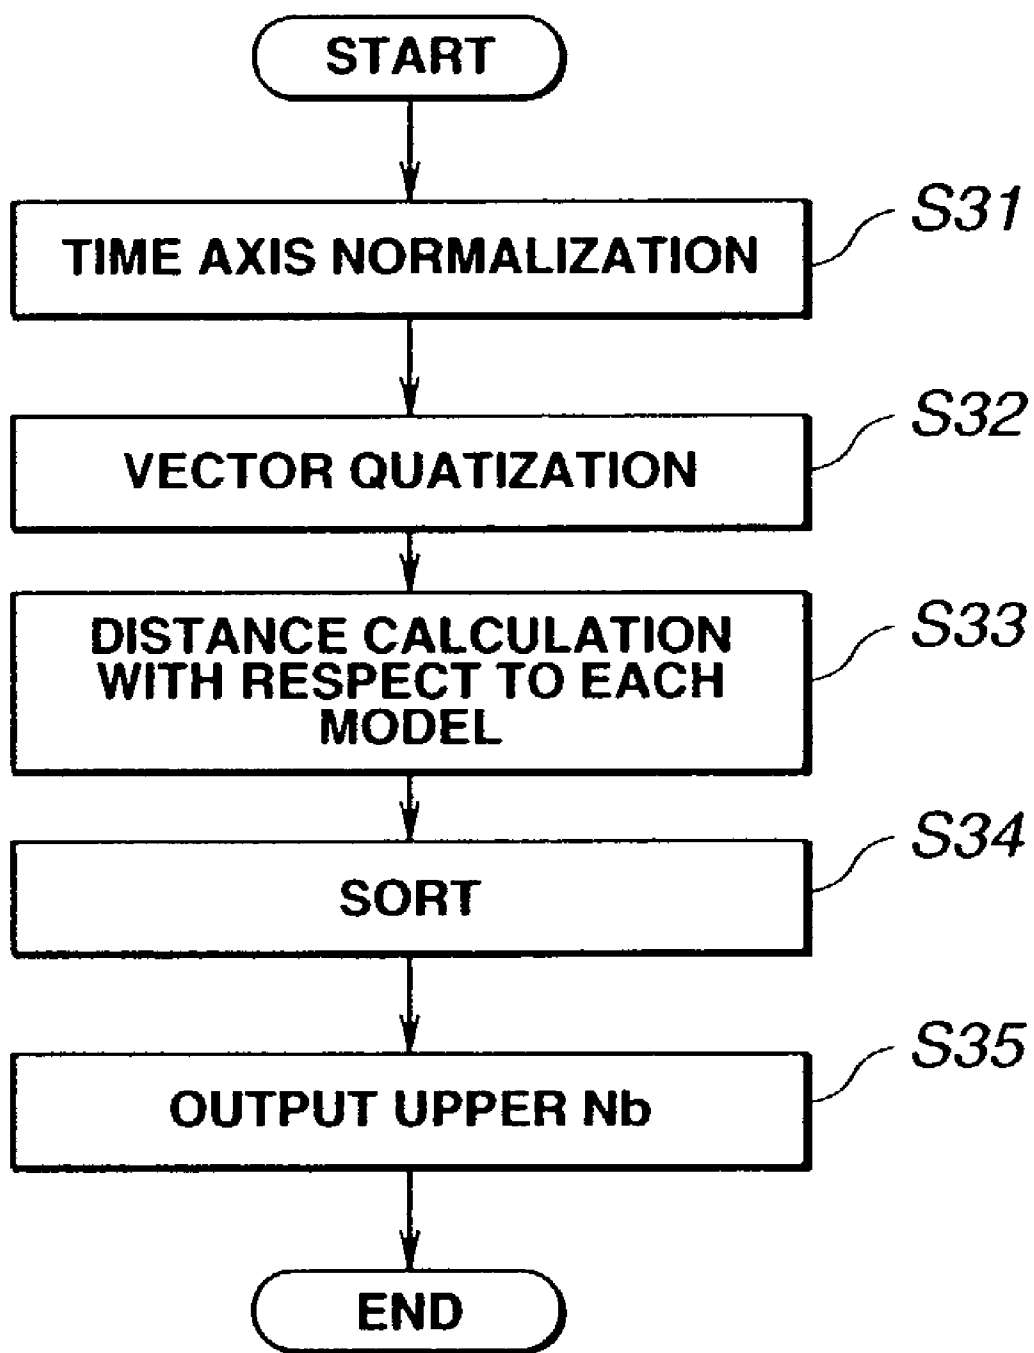 START
TIME AXIS NORMALIZATION
S31
VECTOR QUATIZATION
S32
DISTANCE CALCULATION
WITH RESPECT TO EACH
MODEL
S33
SORT
S34
OUTPUT UPPER Nb
S35
END